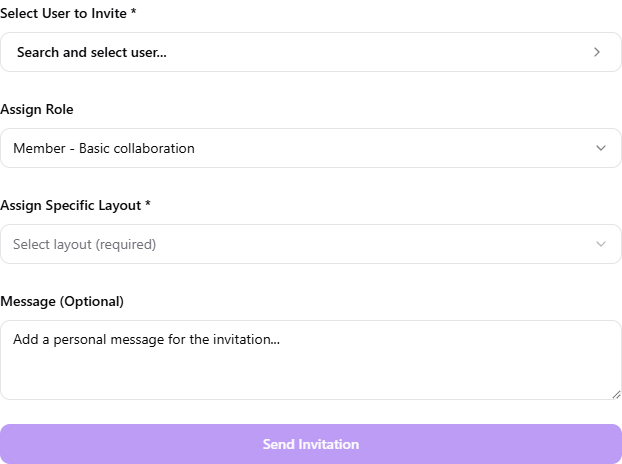 Select User to Invite *
Search and select user...
Assign Role
Member - Basic collaboration
Assign Specific Layout *
Select layout (required)
Message (Optional)
Add a personal message for the invitation...
Send Invitation